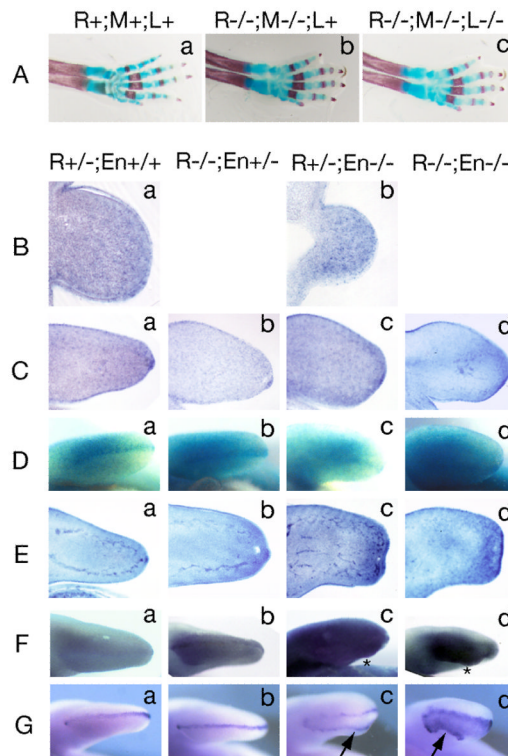 R+;M+;L+ R-/-;M-/-;L+ R-/-;M-/-;L-/-
A a b c
R+/-;En+/+ R-/-;En+/- R+/-;En-/- R-/-;En-/-
B a b
C a b c d
D a b c d
E a b c d
F a b c d
* *
G a b c d